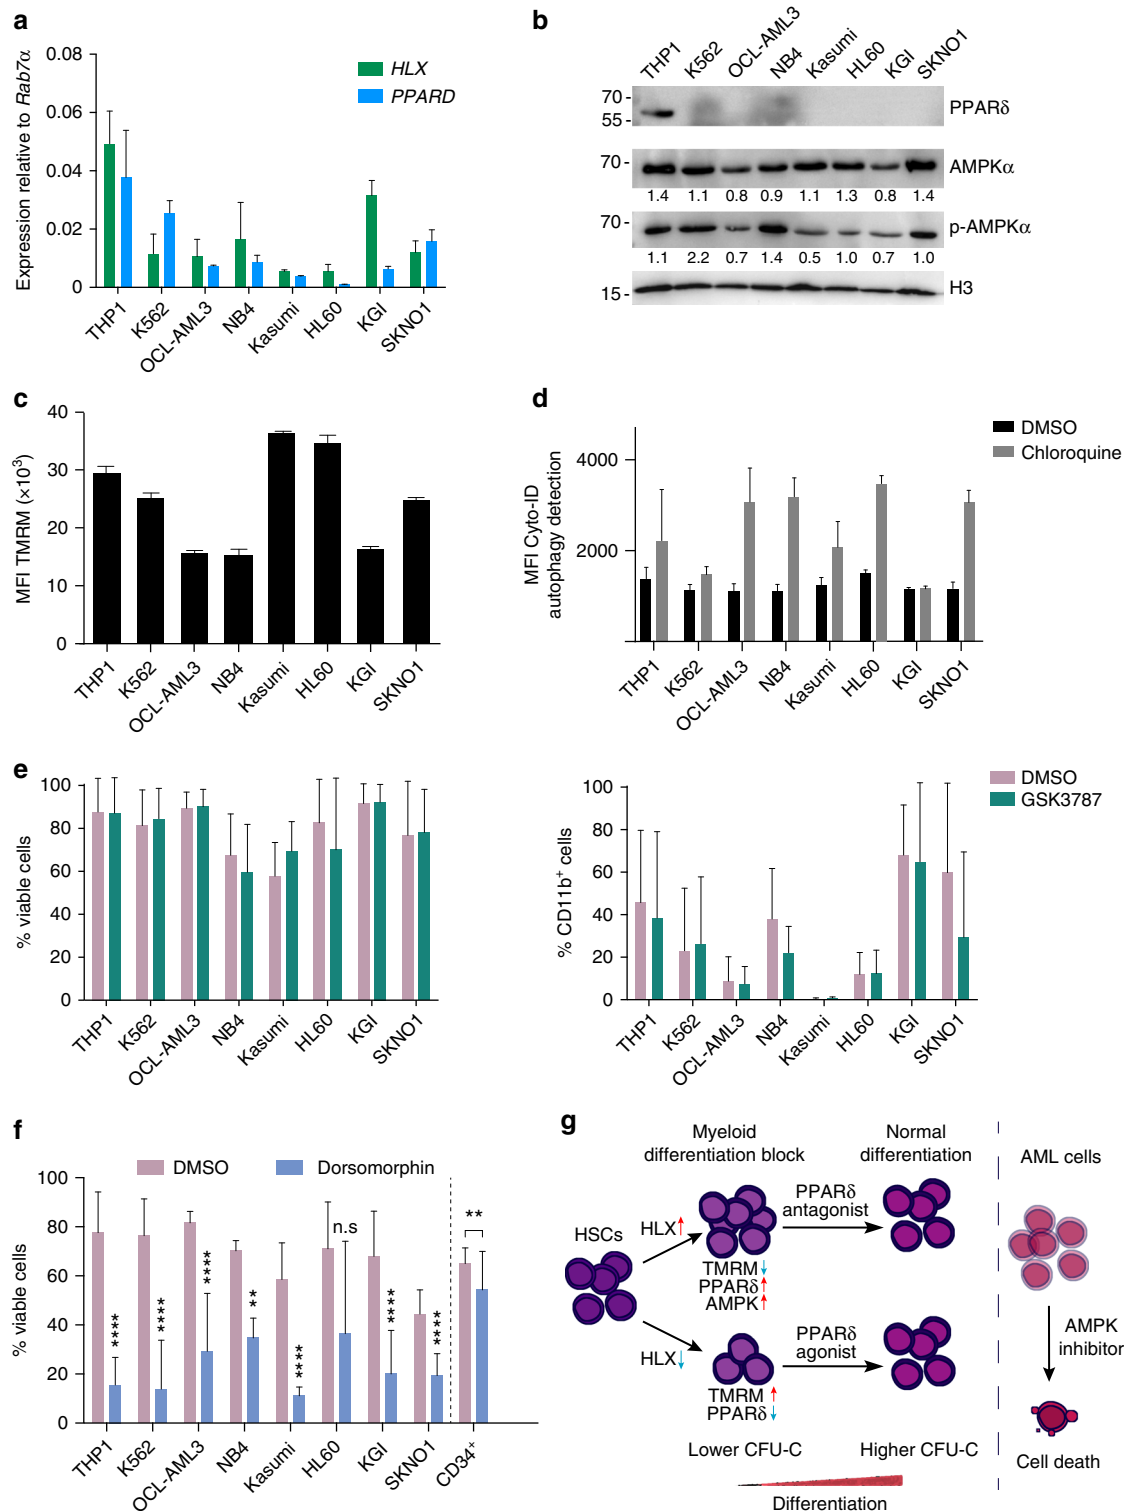 a
Expression relative to Rab7α
0.08
0.06
0.04
0.02
0
HLX
PPARD
THP1
K562
OCL-AML3
NB4
Kasumi
HL60
KGI
SKNO1
b
THP1
K562
OCL-AML3
NB4
Kasumi
HL60
KGI
SKNO1
70 -
55 -
PPARδ
70 -
AMPKα
1.4 1.1 0.8 0.9 1.1 1.3 0.8 1.4
70 -
p-AMPKα
1.1 2.2 0.7 1.4 0.5 1.0 0.7 1.0
15 -
H3
c
MFI TMRM (×10³)
40
30
20
10
0
THP1
K562
OCL-AML3
NB4
Kasumi
HL60
KGI
SKNO1
d
DMSO
Chloroquine
MFI Cyto-ID
autophagy detection
4000
2000
THP1
K562
OCL-AML3
NB4
Kasumi
HL60
KGI
SKNO1
e
% viable cells
100
80
60
40
20
0
THP1
K562
OCL-AML3
NB4
Kasumi
HL60
KGI
SKNO1
DMSO
GSK3787
% CD11b⁺ cells
100
80
60
40
20
0
THP1
K562
OCL-AML3
NB4
Kasumi
HL60
KGI
SKNO1
f
DMSO
Dorsomorphin
% viable cells
100
80
60
40
20
0
****
****
****
**
****
n.s
****
****
**
THP1
K562
OCL-AML3
NB4
Kasumi
HL60
KGI
SKNO1
CD34⁺
g
Myeloid
differentiation block
Normal
differentiation
AML cells
HSCs
HLX↑
PPARδ
antagonist
TMRM↓
PPARδ↑
AMPK↑
HLX↓
PPARδ
agonist
TMRM↑
PPARδ↓
AMPK
inhibitor
Cell death
Lower CFU-C
Higher CFU-C
Differentiation